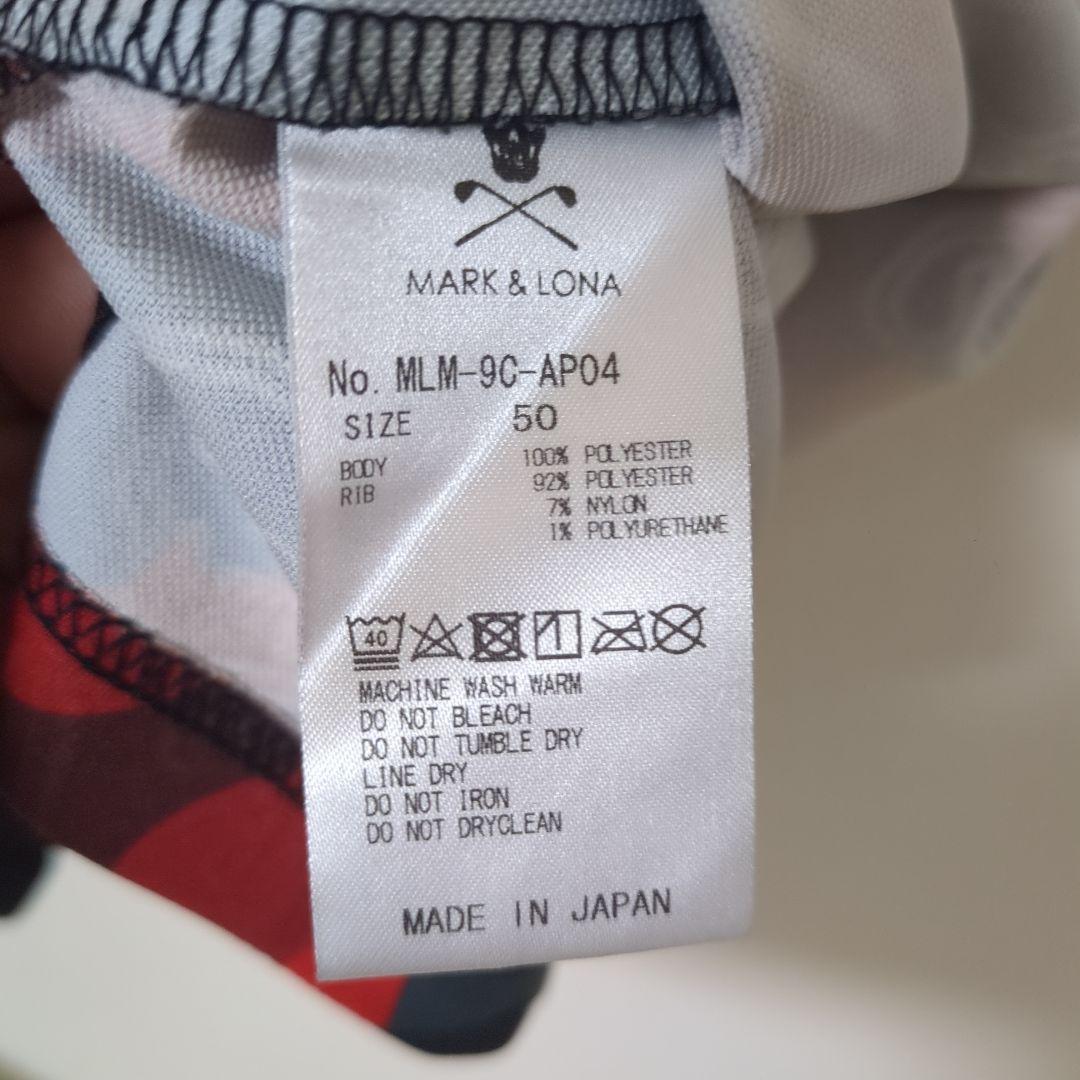 MARK & LONA
No. MLM-9C-AP04
SIZE 50
BODY 100% POLYESTER
RIB 92% POLYESTER
7% NYLON
1% POLYURETHANE
40
MACHINE WASH WARM
DO NOT BLEACH
DO NOT TUMBLE DRY
LINE DRY
DO NOT IRON
DO NOT DRYCLEAN
MADE IN JAPAN